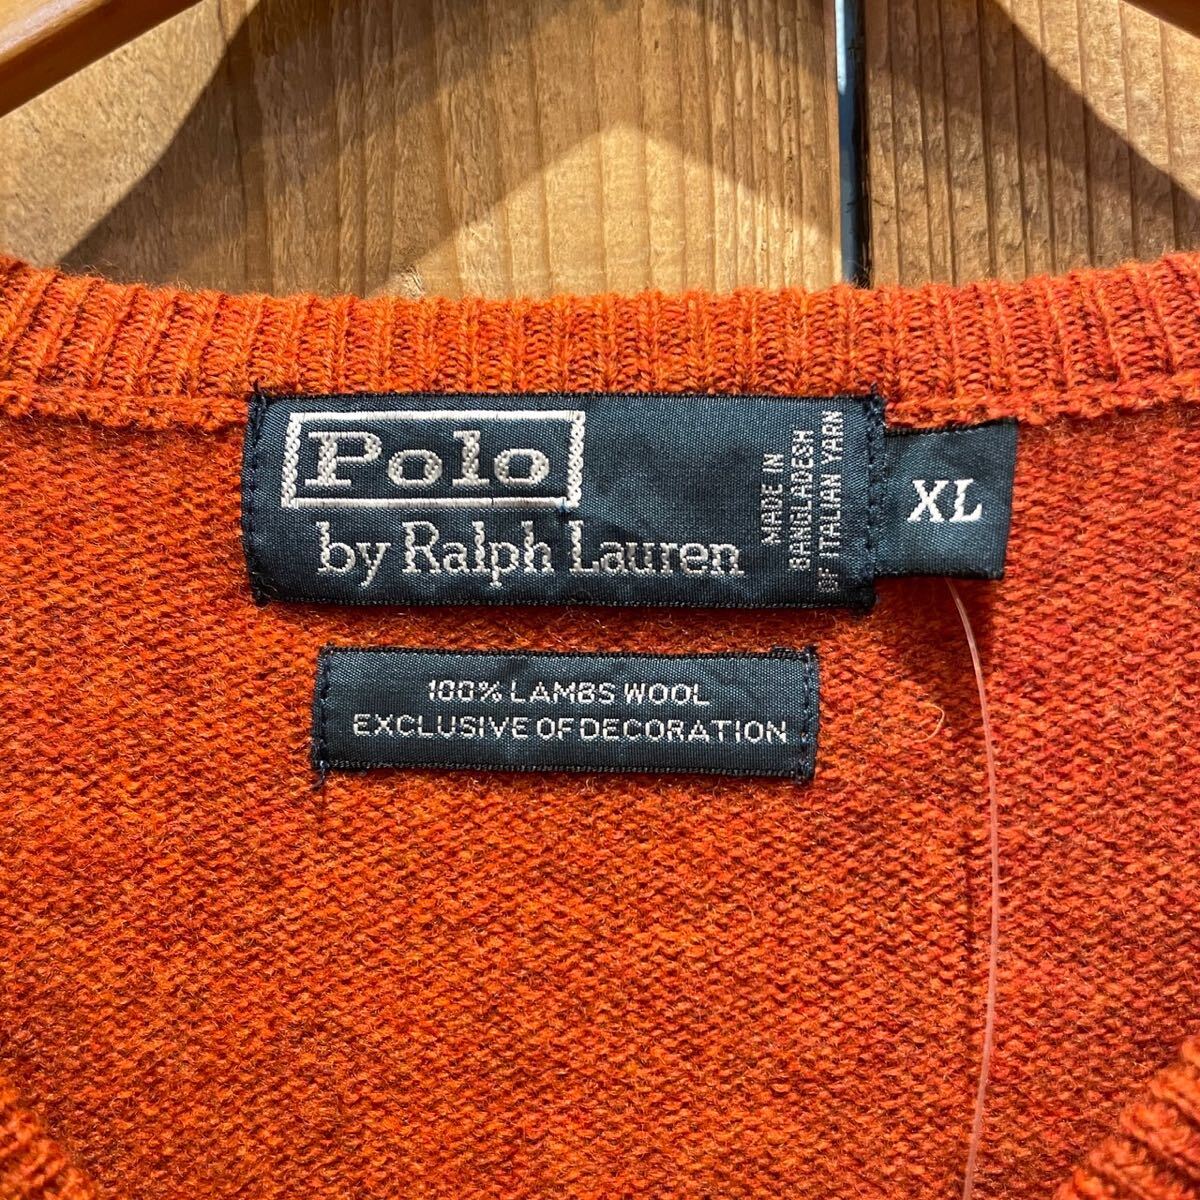 Polo
by Ralph Lauren
MADE IN
BANGLADESH
OF ITALIAN YARN
XL
100% LAMBS WOOL
EXCLUSIVE OF DECORATION